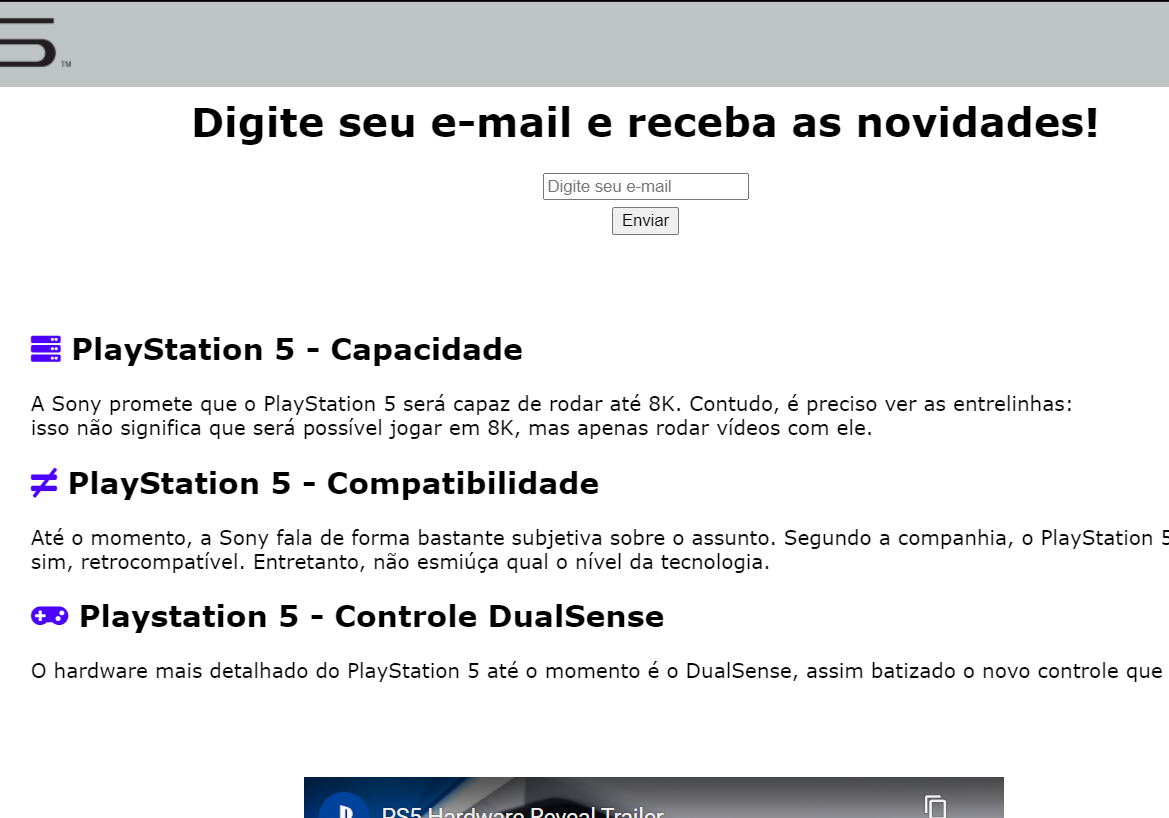 5™
Digite seu e-mail e receba as novidades!
Digite seu e-mail
Enviar
PlayStation 5 - Capacidade
A Sony promete que o PlayStation 5 será capaz de rodar até 8K. Contudo, é preciso ver as entrelinhas:
isso não significa que será possível jogar em 8K, mas apenas rodar vídeos com ele.
PlayStation 5 - Compatibilidade
Até o momento, a Sony fala de forma bastante subjetiva sobre o assunto. Segundo a companhia, o PlayStation 5
sim, retrocompatível. Entretanto, não esmiúça qual o nível da tecnologia.
Playstation 5 - Controle DualSense
O hardware mais detalhado do PlayStation 5 até o momento é o DualSense, assim batizado o novo controle que
PS5 Hardware Reveal Trailer